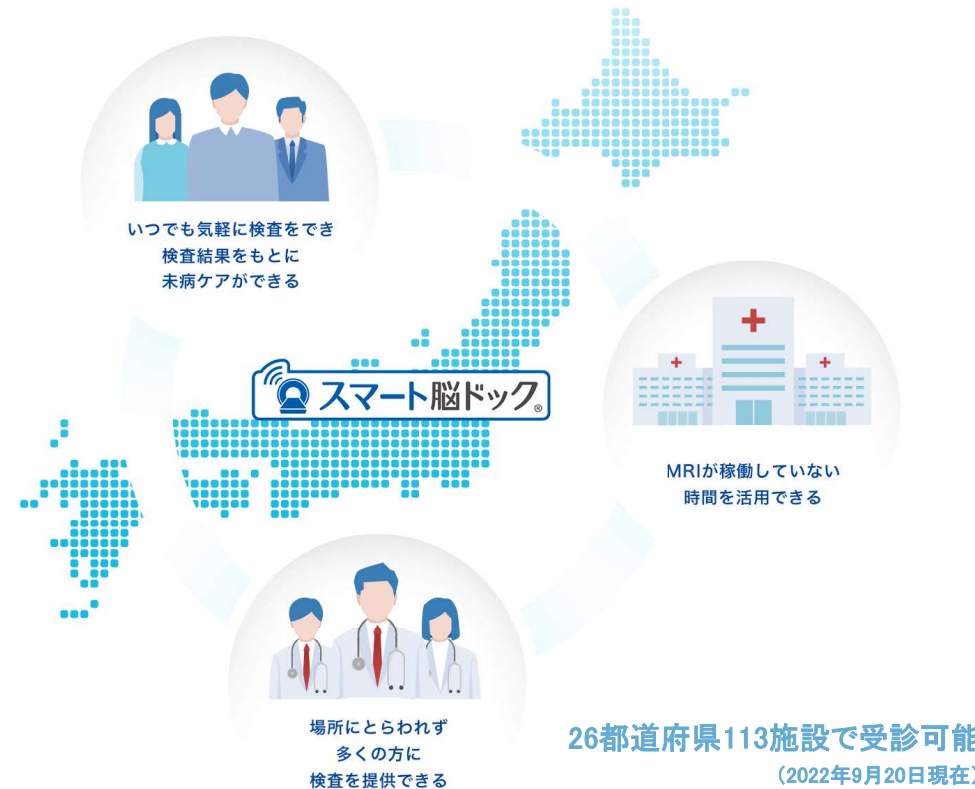 いつでも気軽に検査をでき
検査結果をもとに
未病ケアができる
スマート脳ドック®
MRIが稼働していない
時間を活用できる
場所にとらわれず
多くの方に
検査を提供できる
26都道府県113施設で受診可能
（2022年9月20日現在）